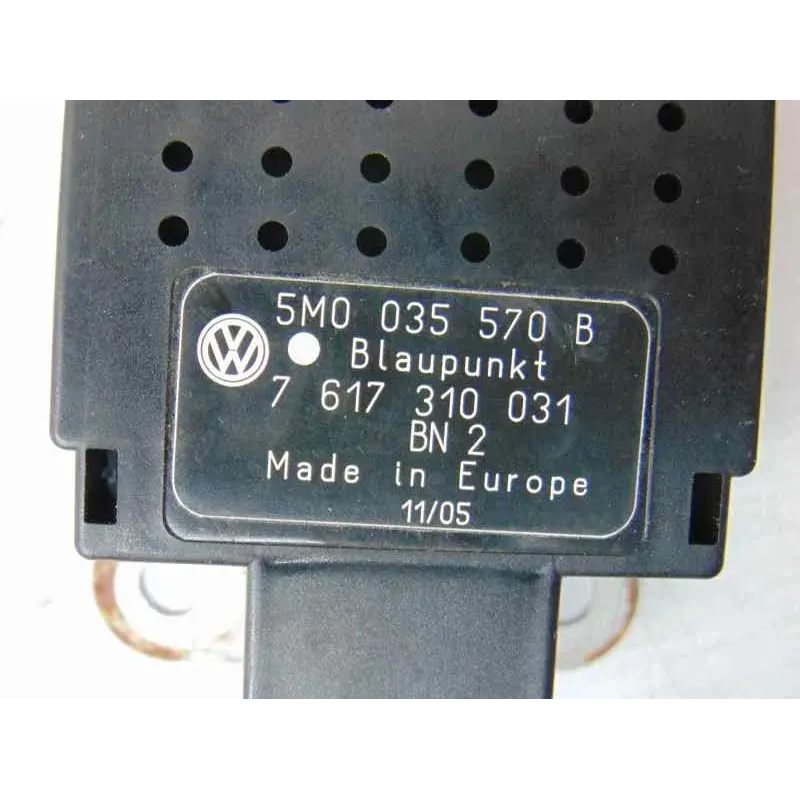 5M0 035 570 B
Blaupunkt
7 617 310 031
BN 2
Made in Europe
11/05